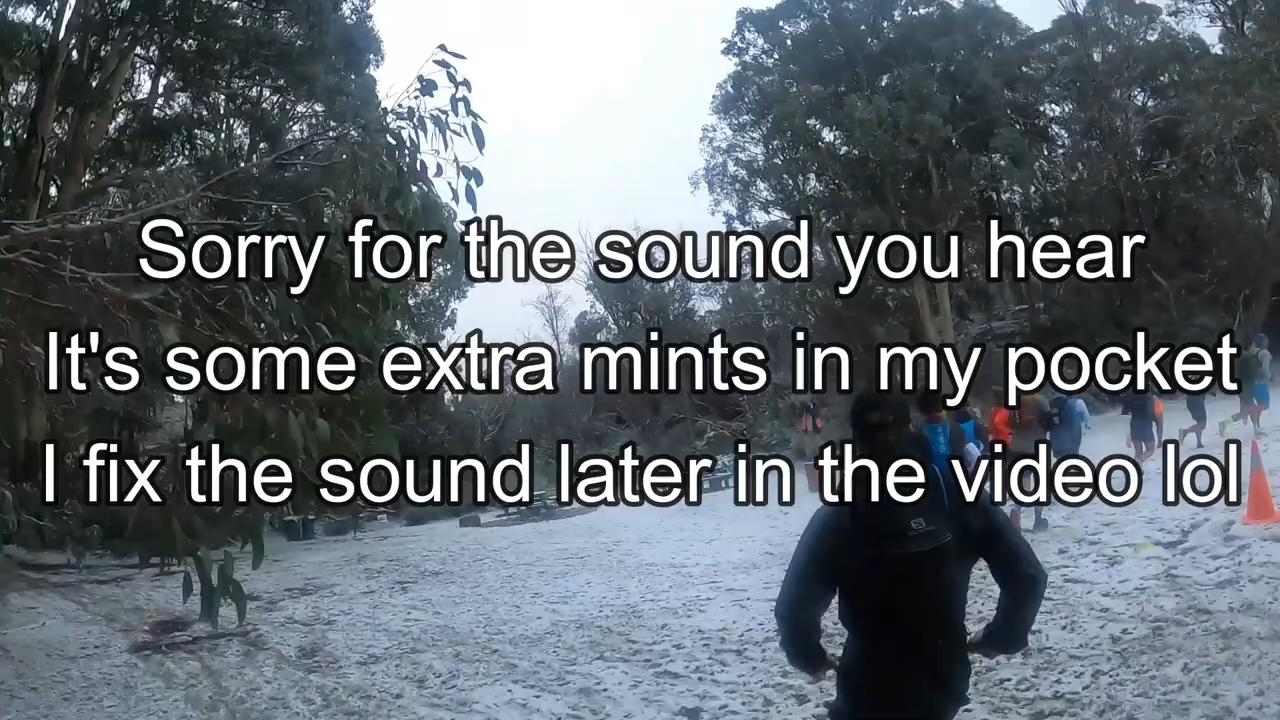 Sorry for the sound you hear
It's some extra mints in my pocket
I fix the sound later in the video lol